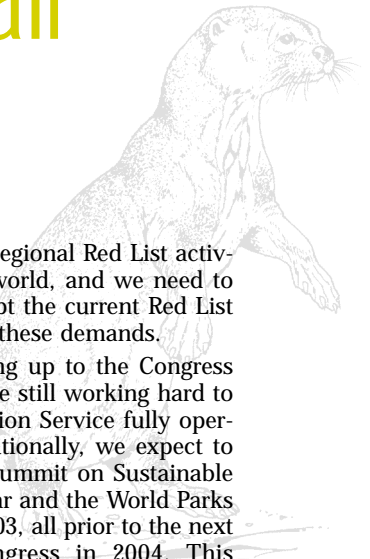 all
egional Red List activ-
world, and we need to
pt the current Red List
these demands.
ng up to the Congress
e still working hard to
ion Service fully oper-
tionally, we expect to
ummit on Sustainable
ar and the World Parks
03, all prior to the next
ngress in 2004. This